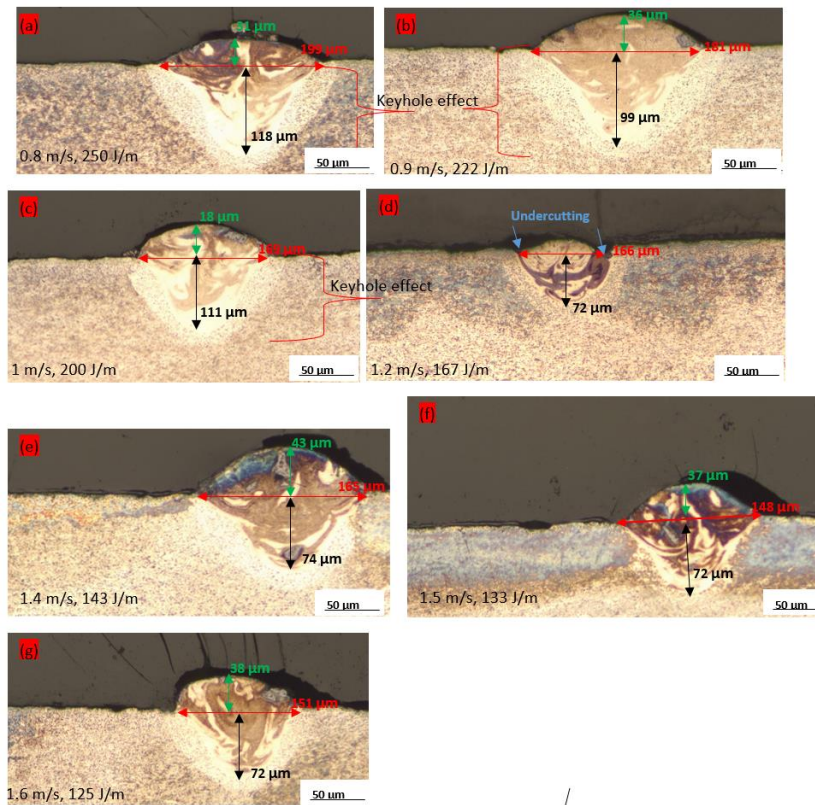 (a)
31 µm
199 µm
118 µm
0.8 m/s, 250 J/m
50 µm
Keyhole effect
(b)
36 µm
181 µm
99 µm
0.9 m/s, 222 J/m
50 µm
(c)
18 µm
169 µm
111 µm
Keyhole effect
1 m/s, 200 J/m
50 µm
(d)
Undercutting
166 µm
72 µm
1.2 m/s, 167 J/m
50 µm
(e)
43 µm
74 µm
1.4 m/s, 143 J/m
50 µm
(f)
37 µm
148 µm
72 µm
1.5 m/s, 133 J/m
50 µm
(g)
38 µm
151 µm
72 µm
1.6 m/s, 125 J/m
50 µm